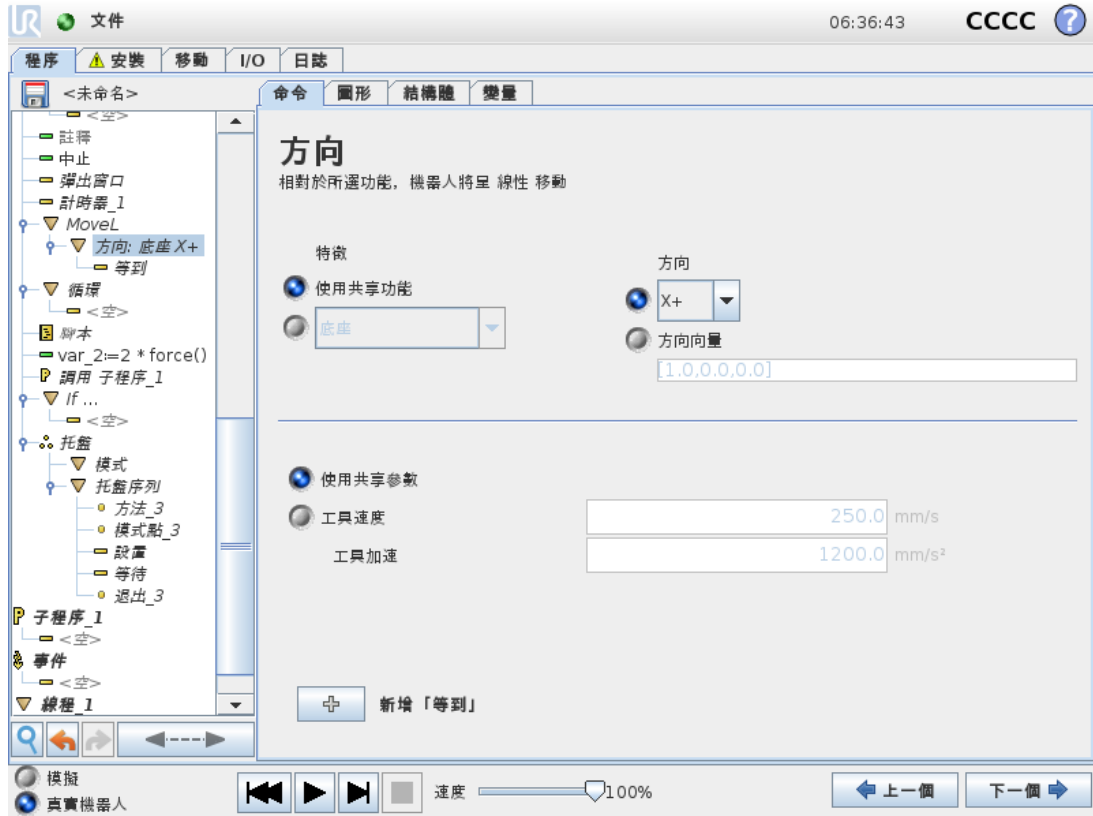 UR
文件
06:36:43
CCCC
?
程序
安裝
移動
I/O
日誌
<未命名>
命令
圖形
結構體
變量
<空>
註釋
中止
彈出窗口
計時器_1
MoveL
方向: 底座 X+
等到
循環
<空>
腳本
var_2:=2 * force()
調用 子程序_1
If ...
<空>
托盤
模式
托盤序列
方法_3
模式點_3
設置
等待
退出_3
子程序_1
<空>
事件
<空>
線程_1
方向
相對於所選功能，機器人將呈 線性 移動
特徵
使用共享功能
底座
方向
X+
方向向量
[1.0,0.0,0.0]
使用共享參數
工具速度
250.0 mm/s
工具加速
1200.0 mm/s²
新增「等到」
模擬
真實機器人
速度
100%
上一個
下一個